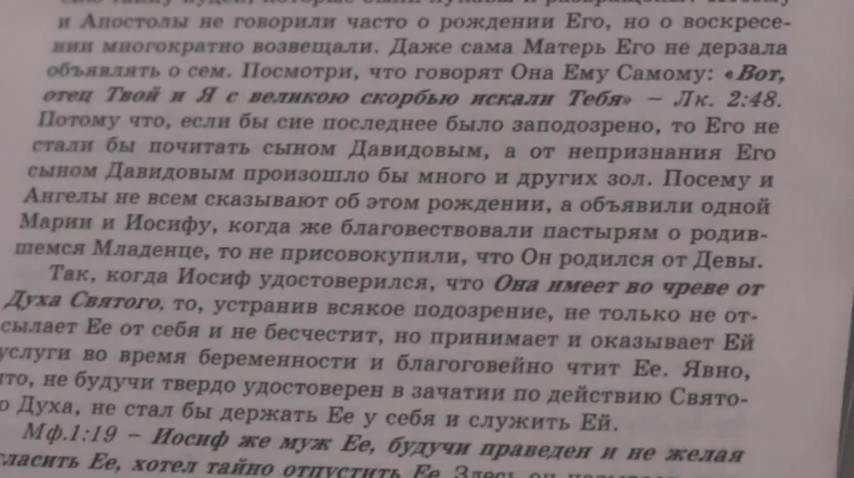 и Апостолы не говорили часто о рождении Его, но о воскресе-
нии многократно возвещали. Даже сама Матерь Его не дерзала
объявлять о сем. Посмотри, что говорят Она Ему Самому: «Вот,
отец Твой и Я с великою скорбью искали Тебя» – Лк. 2:48.
Потому что, если бы сие последнее было заподозрено, то Его не
стали бы почитать сыном Давидовым, а от непризнания Его
сыном Давидовым произошло бы много и других зол. Посему и
Ангелы не всем сказывают об этом рождении, а объявили одной
Марии и Иосифу, когда же благовествовали пастырям о родив-
шемся Младенце, то не присовокупили, что Он родился от Девы.
Так, когда Иосиф удостоверился, что Она имеет во чреве от
Духа Святого, то, устранив всякое подозрение, не только не от-
сылает Ее от себя и не бесчестит, но принимает и оказывает Ей
услуги во время беременности и благоговейно чтит Ее. Явно,
что, не будучи твердо удостоверен в зачатии по действию Свято-
о Духа, не стал бы держать Ее у себя и служить Ей.
Мф.1:19 – Иосиф же муж Ее, будучи праведен и не желая
гласить Ее, хотел тайно отпустить Ее. Здесь он